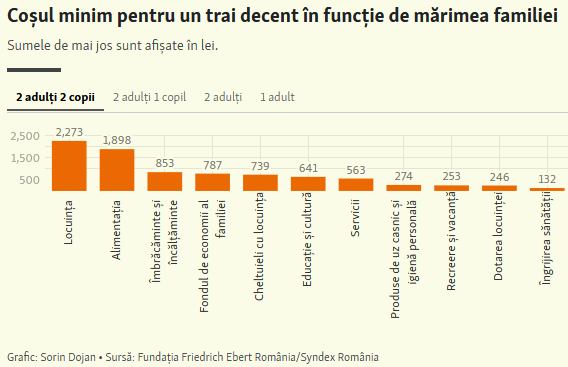 Coșul minim pentru un trai decent în funcție de mărimea familiei
Sumele de mai jos sunt afișate în lei.
2 adulți 2 copii 2 adulți 1 copil 2 adulți 1 adult
2,500
1,500
500
2,273
1,898
853
787
739
641
563
274
253
246
132
Locuința
Alimentația
Îmbrăcăminte și
încălțăminte
Fondul de economii al
familiei
Cheltuieli cu locuința
Educație și cultură
Servicii
Produse de uz casnic și
igienă personală
Recreere și vacanță
Dotarea locuinței
Îngrijirea sănătății
Grafic: Sorin Dojan • Sursă: Fundația Friedrich Ebert România/Syndex România